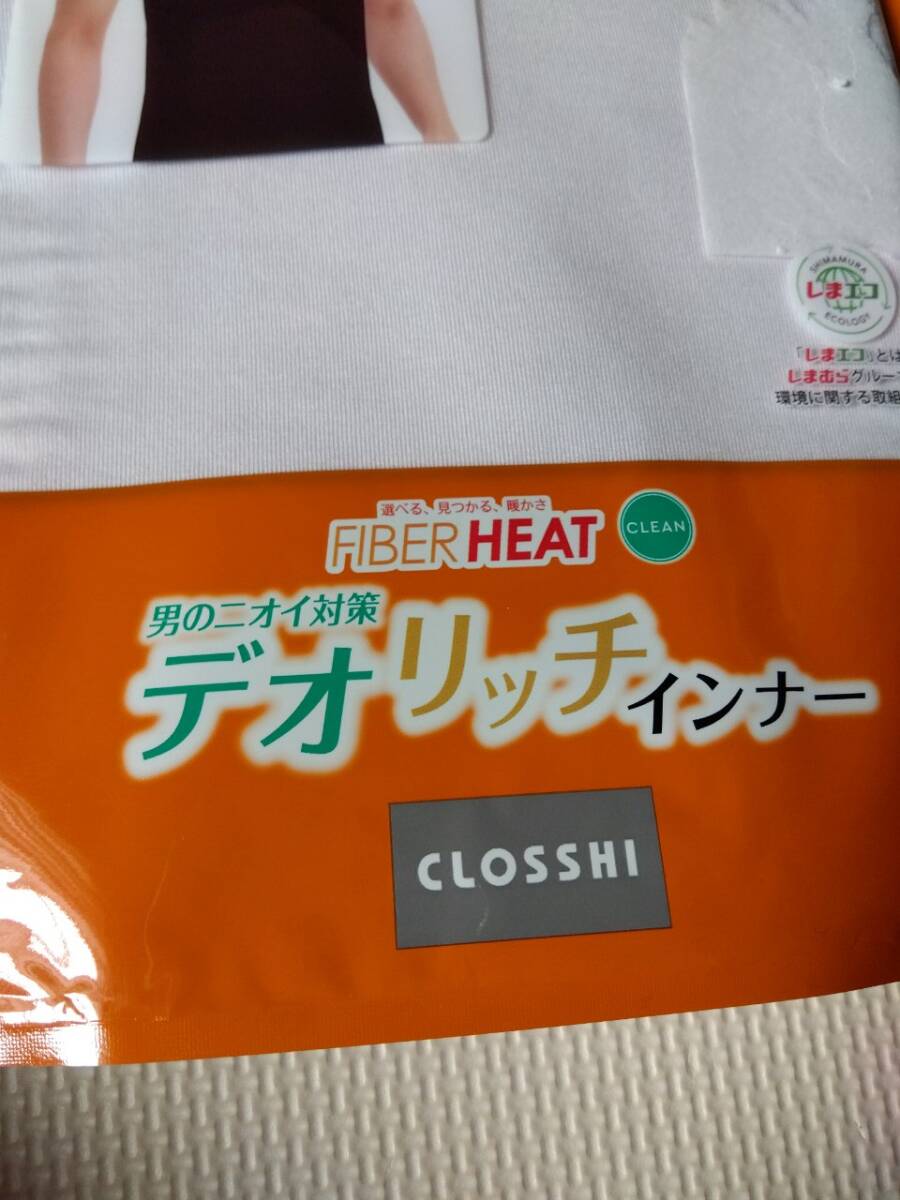 SHIMAMURA
しまエコ
ECOLOGY
「しまエコ」とは
しまむらグルー
環境に関する取組
選べる、見つかる、暖かさ
FIBER HEAT
CLEAN
男のニオイ対策
デオリッチインナー
CLOSSHI